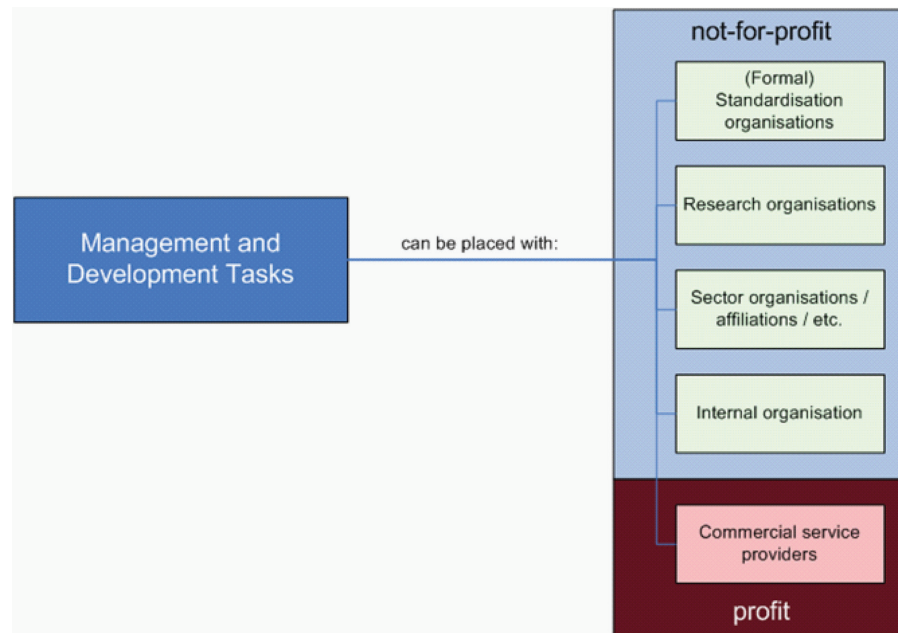 not-for-profit
(Formal)
Standardisation
organisations
Research organisations
Management and
Development Tasks
can be placed with:
Sector organisations /
affiliations / etc.
Internal organisation
Commercial service
providers
profit